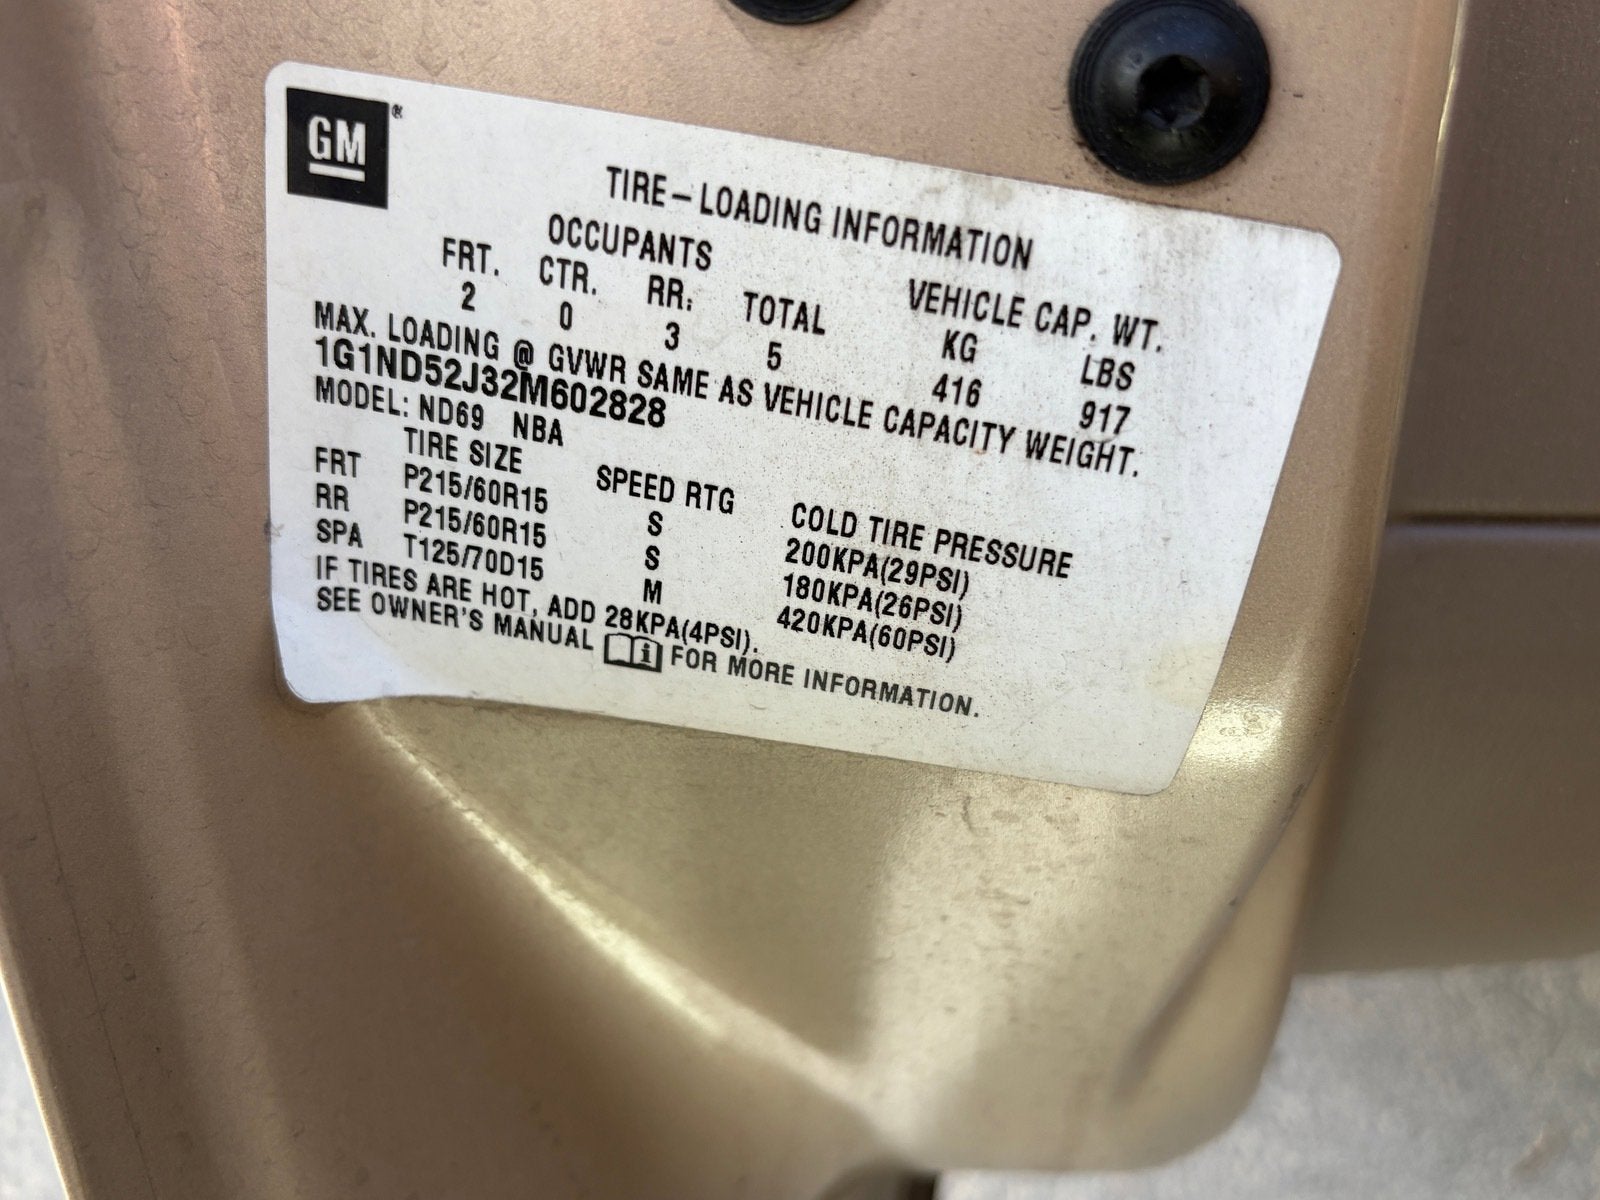 GM®
TIRE – LOADING INFORMATION
OCCUPANTS VEHICLE CAP. WT.
FRT. CTR. RR. TOTAL KG LBS
2 0 3 5 416 917
MAX. LOADING @ GVWR SAME AS VEHICLE CAPACITY WEIGHT.
1G1ND52J32M602828
MODEL: ND69 NBA
TIRE SIZE SPEED RTG COLD TIRE PRESSURE
FRT P215/60R15 S 200KPA(29PSI)
RR P215/60R15 S 180KPA(26PSI)
SPA T125/70D15 M 420KPA(60PSI)
IF TIRES ARE HOT, ADD 28KPA(4PSI).
SEE OWNER'S MANUAL i FOR MORE INFORMATION.